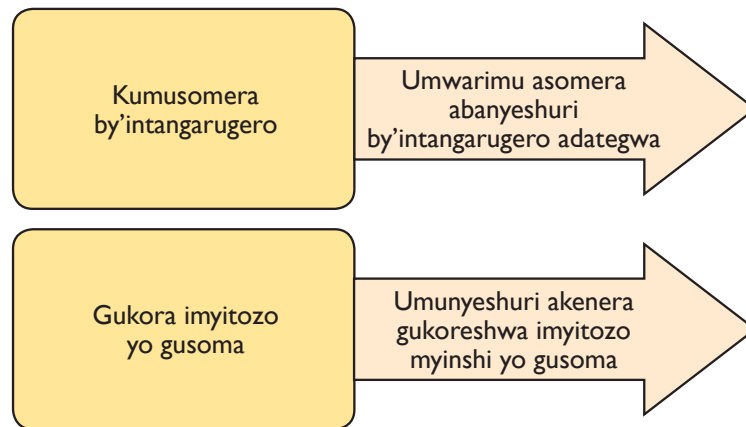 Kumusomera
by’intangarugero
Umwarimu asomera
abanyeshuri
by’intangarugero adategwa
Gukora imyitozo
yo gusoma
Umunyeshuri akenera
gukoreshwa imyitozo
myinshi yo gusoma